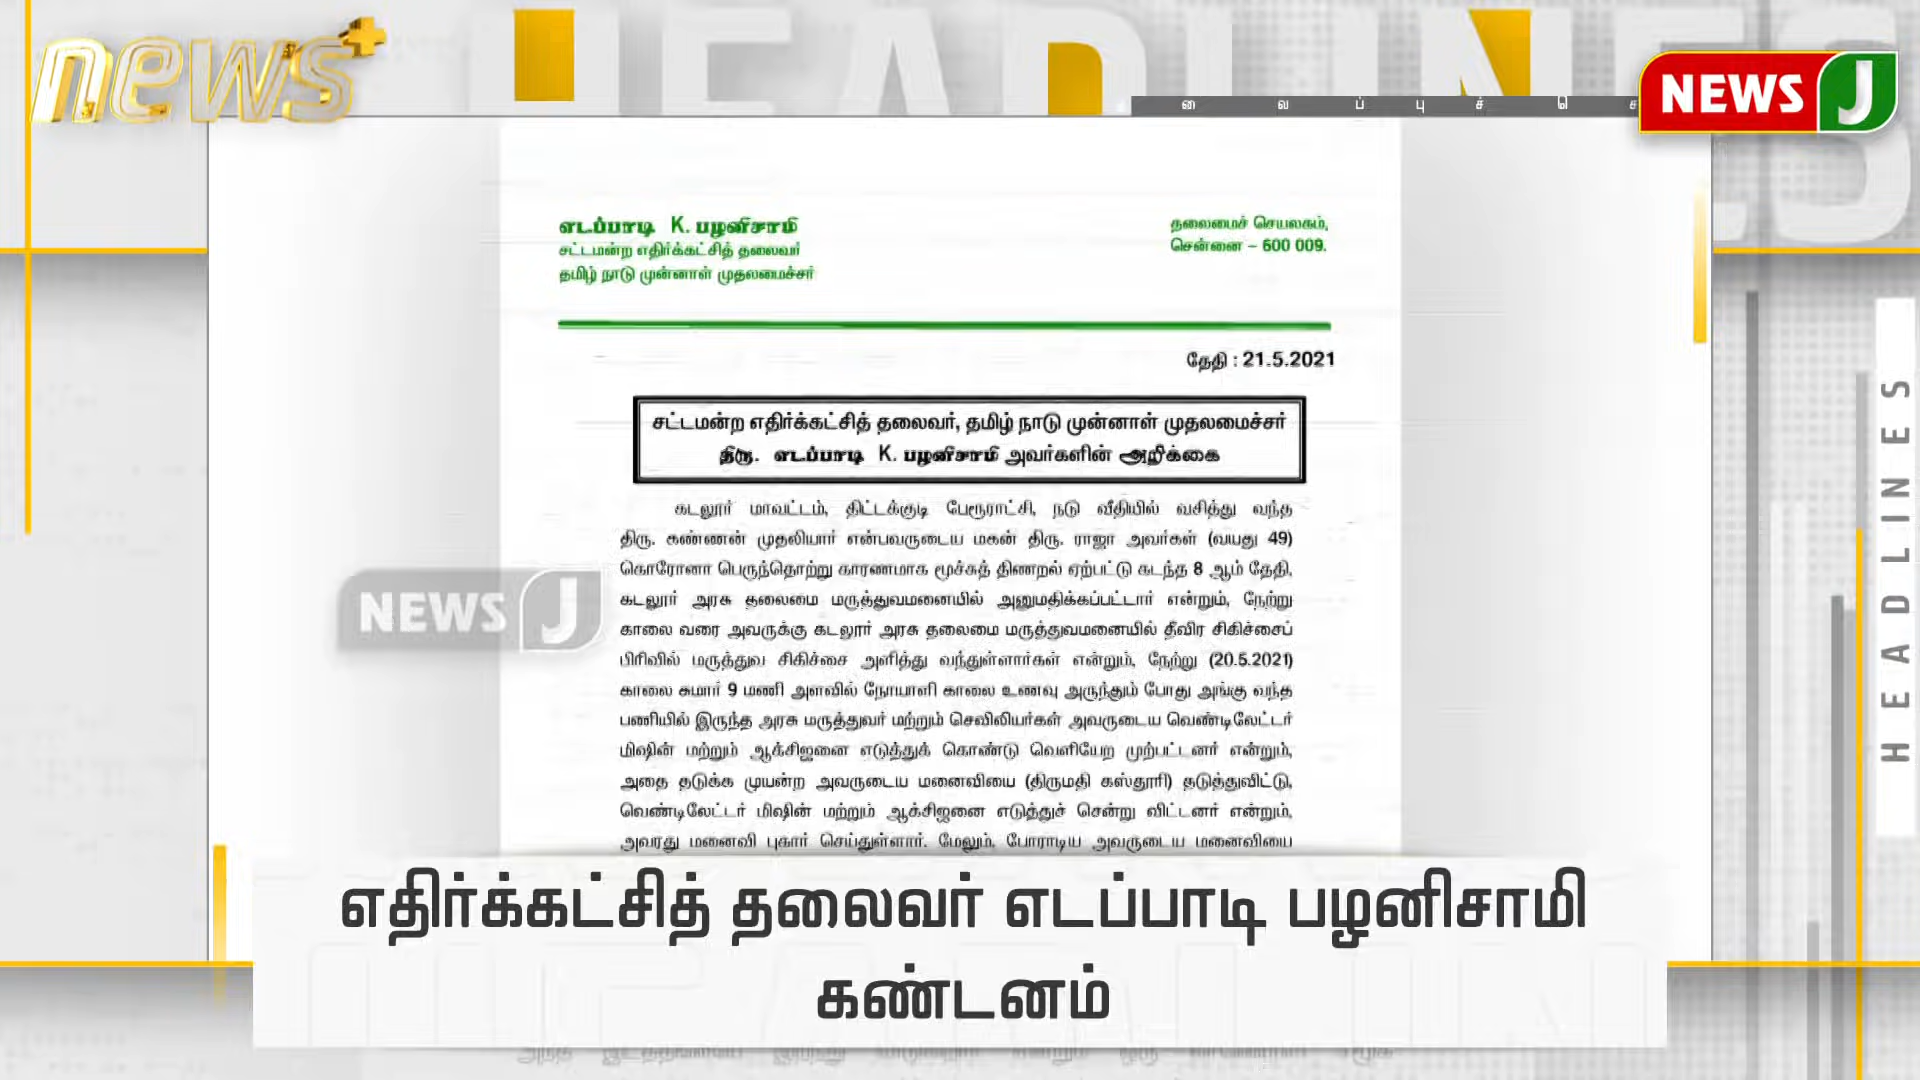 news+
HEADLINES
NEWS J
எடப்பாடி K. பழனிசாமி
சட்டமன்ற எதிர்க்கட்சித் தலைவர்
தமிழ் நாடு முன்னாள் முதலமைச்சர்
தலைமைச் செயலகம்,
சென்னை – 600 009.
தேதி : 21.5.2021
சட்டமன்ற எதிர்க்கட்சித் தலைவர், தமிழ் நாடு முன்னாள் முதலமைச்சர்
திரு. எடப்பாடி K. பழனிசாமி அவர்களின் அறிக்கை
கடலூர் மாவட்டம், திட்டக்குடி பேரூராட்சி, நடு வீதியில் வசித்து வந்த
திரு. கண்ணன் முதலியார் என்பவருடைய மகன் திரு. ராஜா அவர்கள் (வயது 49)
கொரோனா பெருந்தொற்று காரணமாக மூச்சுத் திணறல் ஏற்பட்டு கடந்த 8 ஆம் தேதி,
கடலூர் அரசு தலைமை மருத்துவமனையில் அனுமதிக்கப்பட்டார் என்றும், நேற்று
காலை வரை அவருக்கு கடலூர் அரசு தலைமை மருத்துவமனையில் தீவிர சிகிச்சைப்
பிரிவில் மருத்துவ சிகிச்சை அளித்து வந்துள்ளார்கள் என்றும், நேற்று (20.5.2021)
காலை சுமார் 9 மணி அளவில் நோயாளி காலை உணவு அருந்தும் போது அங்கு வந்த
பணியில் இருந்த அரசு மருத்துவர் மற்றும் செவிலியர்கள் அவருடைய வெண்டிலேட்டர்
மிஷின் மற்றும் ஆக்சிஜனை எடுத்துக் கொண்டு வெளியேற முற்பட்டனர் என்றும்,
அதை தடுக்க முயன்ற அவருடைய மனைவியை (திருமதி கஸ்தூரி) தடுத்துவிட்டு,
வெண்டிலேட்டர் மிஷின் மற்றும் ஆக்சிஜனை எடுத்துச் சென்று விட்டனர் என்றும்,
அவரது மனைவி புகார் செய்துள்ளார். மேலும், போராடிய அவருடைய மனைவியை
NEWS J
HEADLINES
எதிர்க்கட்சித் தலைவர் எடப்பாடி பழனிசாமி
கண்டனம்